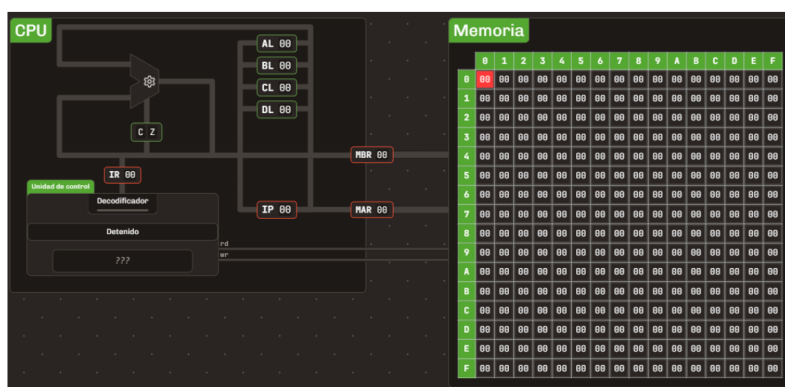 CPU
AL 00
BL 00
CL 00
DL 00
C Z
MBR 00
IR 00
Unidad de control
Decodificador
IP 00
MAR 00
Detenido
rd
wr
???
Memoria
0 1 2 3 4 5 6 7 8 9 A B C D E F
0 00 00 00 00 00 00 00 00 00 00 00 00 00 00 00 00
1 00 00 00 00 00 00 00 00 00 00 00 00 00 00 00 00
2 00 00 00 00 00 00 00 00 00 00 00 00 00 00 00 00
3 00 00 00 00 00 00 00 00 00 00 00 00 00 00 00 00
4 00 00 00 00 00 00 00 00 00 00 00 00 00 00 00 00
5 00 00 00 00 00 00 00 00 00 00 00 00 00 00 00 00
6 00 00 00 00 00 00 00 00 00 00 00 00 00 00 00 00
7 00 00 00 00 00 00 00 00 00 00 00 00 00 00 00 00
8 00 00 00 00 00 00 00 00 00 00 00 00 00 00 00 00
9 00 00 00 00 00 00 00 00 00 00 00 00 00 00 00 00
A 00 00 00 00 00 00 00 00 00 00 00 00 00 00 00 00
B 00 00 00 00 00 00 00 00 00 00 00 00 00 00 00 00
C 00 00 00 00 00 00 00 00 00 00 00 00 00 00 00 00
D 00 00 00 00 00 00 00 00 00 00 00 00 00 00 00 00
E 00 00 00 00 00 00 00 00 00 00 00 00 00 00 00 00
F 00 00 00 00 00 00 00 00 00 00 00 00 00 00 00 00